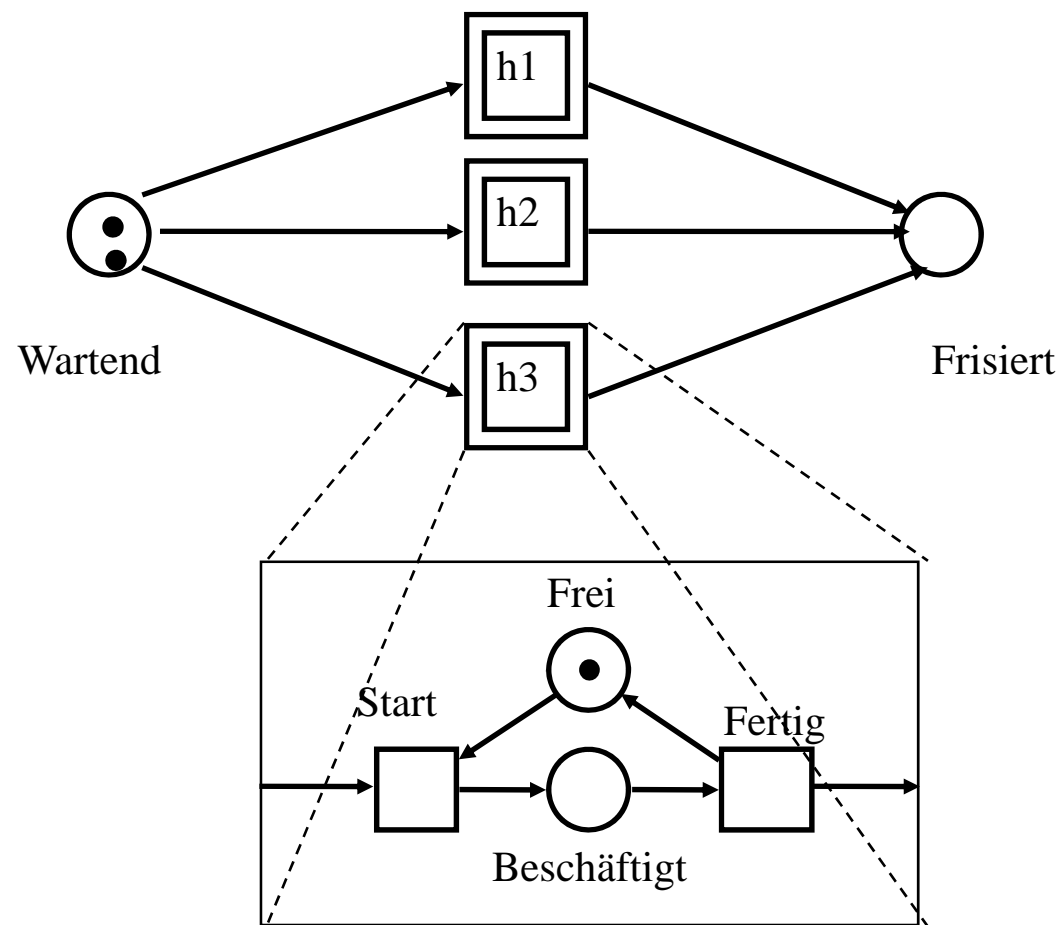 h1
h2
Wartend
h3
Frisiert
Frei
Start
Fertig
Beschäftigt